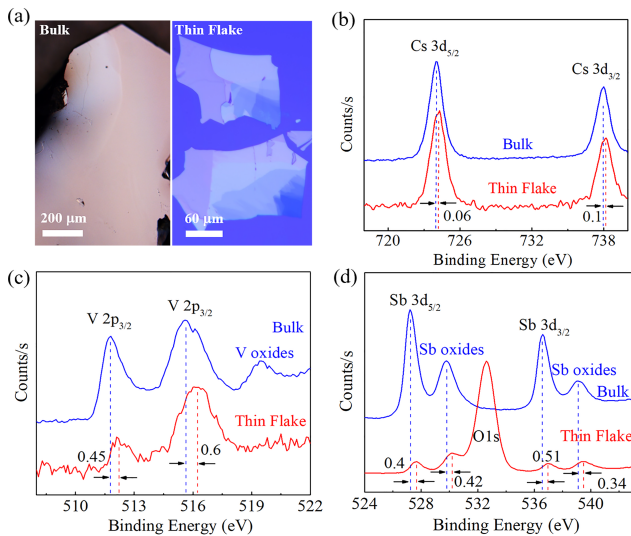 (a)
Bulk
Thin Flake
200 μm
60 μm
(b)
Cs 3d5/2
Cs 3d3/2
Bulk
Thin Flake
0.06
0.1
Counts/s
720 726 732 738
Binding Energy (eV)
(c)
V 2p3/2
V 2p3/2
Bulk
V oxides
Thin Flake
0.45
0.6
Counts/s
510 513 516 519 522
Binding Energy (eV)
(d)
Sb 3d5/2
Sb 3d3/2
Sb oxides
Sb oxides
Bulk
O1s
Thin Flake
0.4
0.42
0.51
0.34
Counts/s
524 528 532 536 540
Binding Energy (eV)